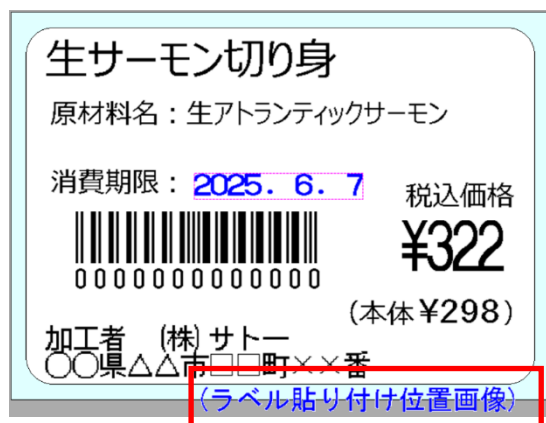 生サーモン切り身
原材料名：生アトランティックサーモン
消費期限： 2025. 6. 7
税込価格
¥322
0000000000000
(本体¥298)
加工者　(株) サトー
〇〇県△△市□□町××番
(ラベル貼り付け位置画像)